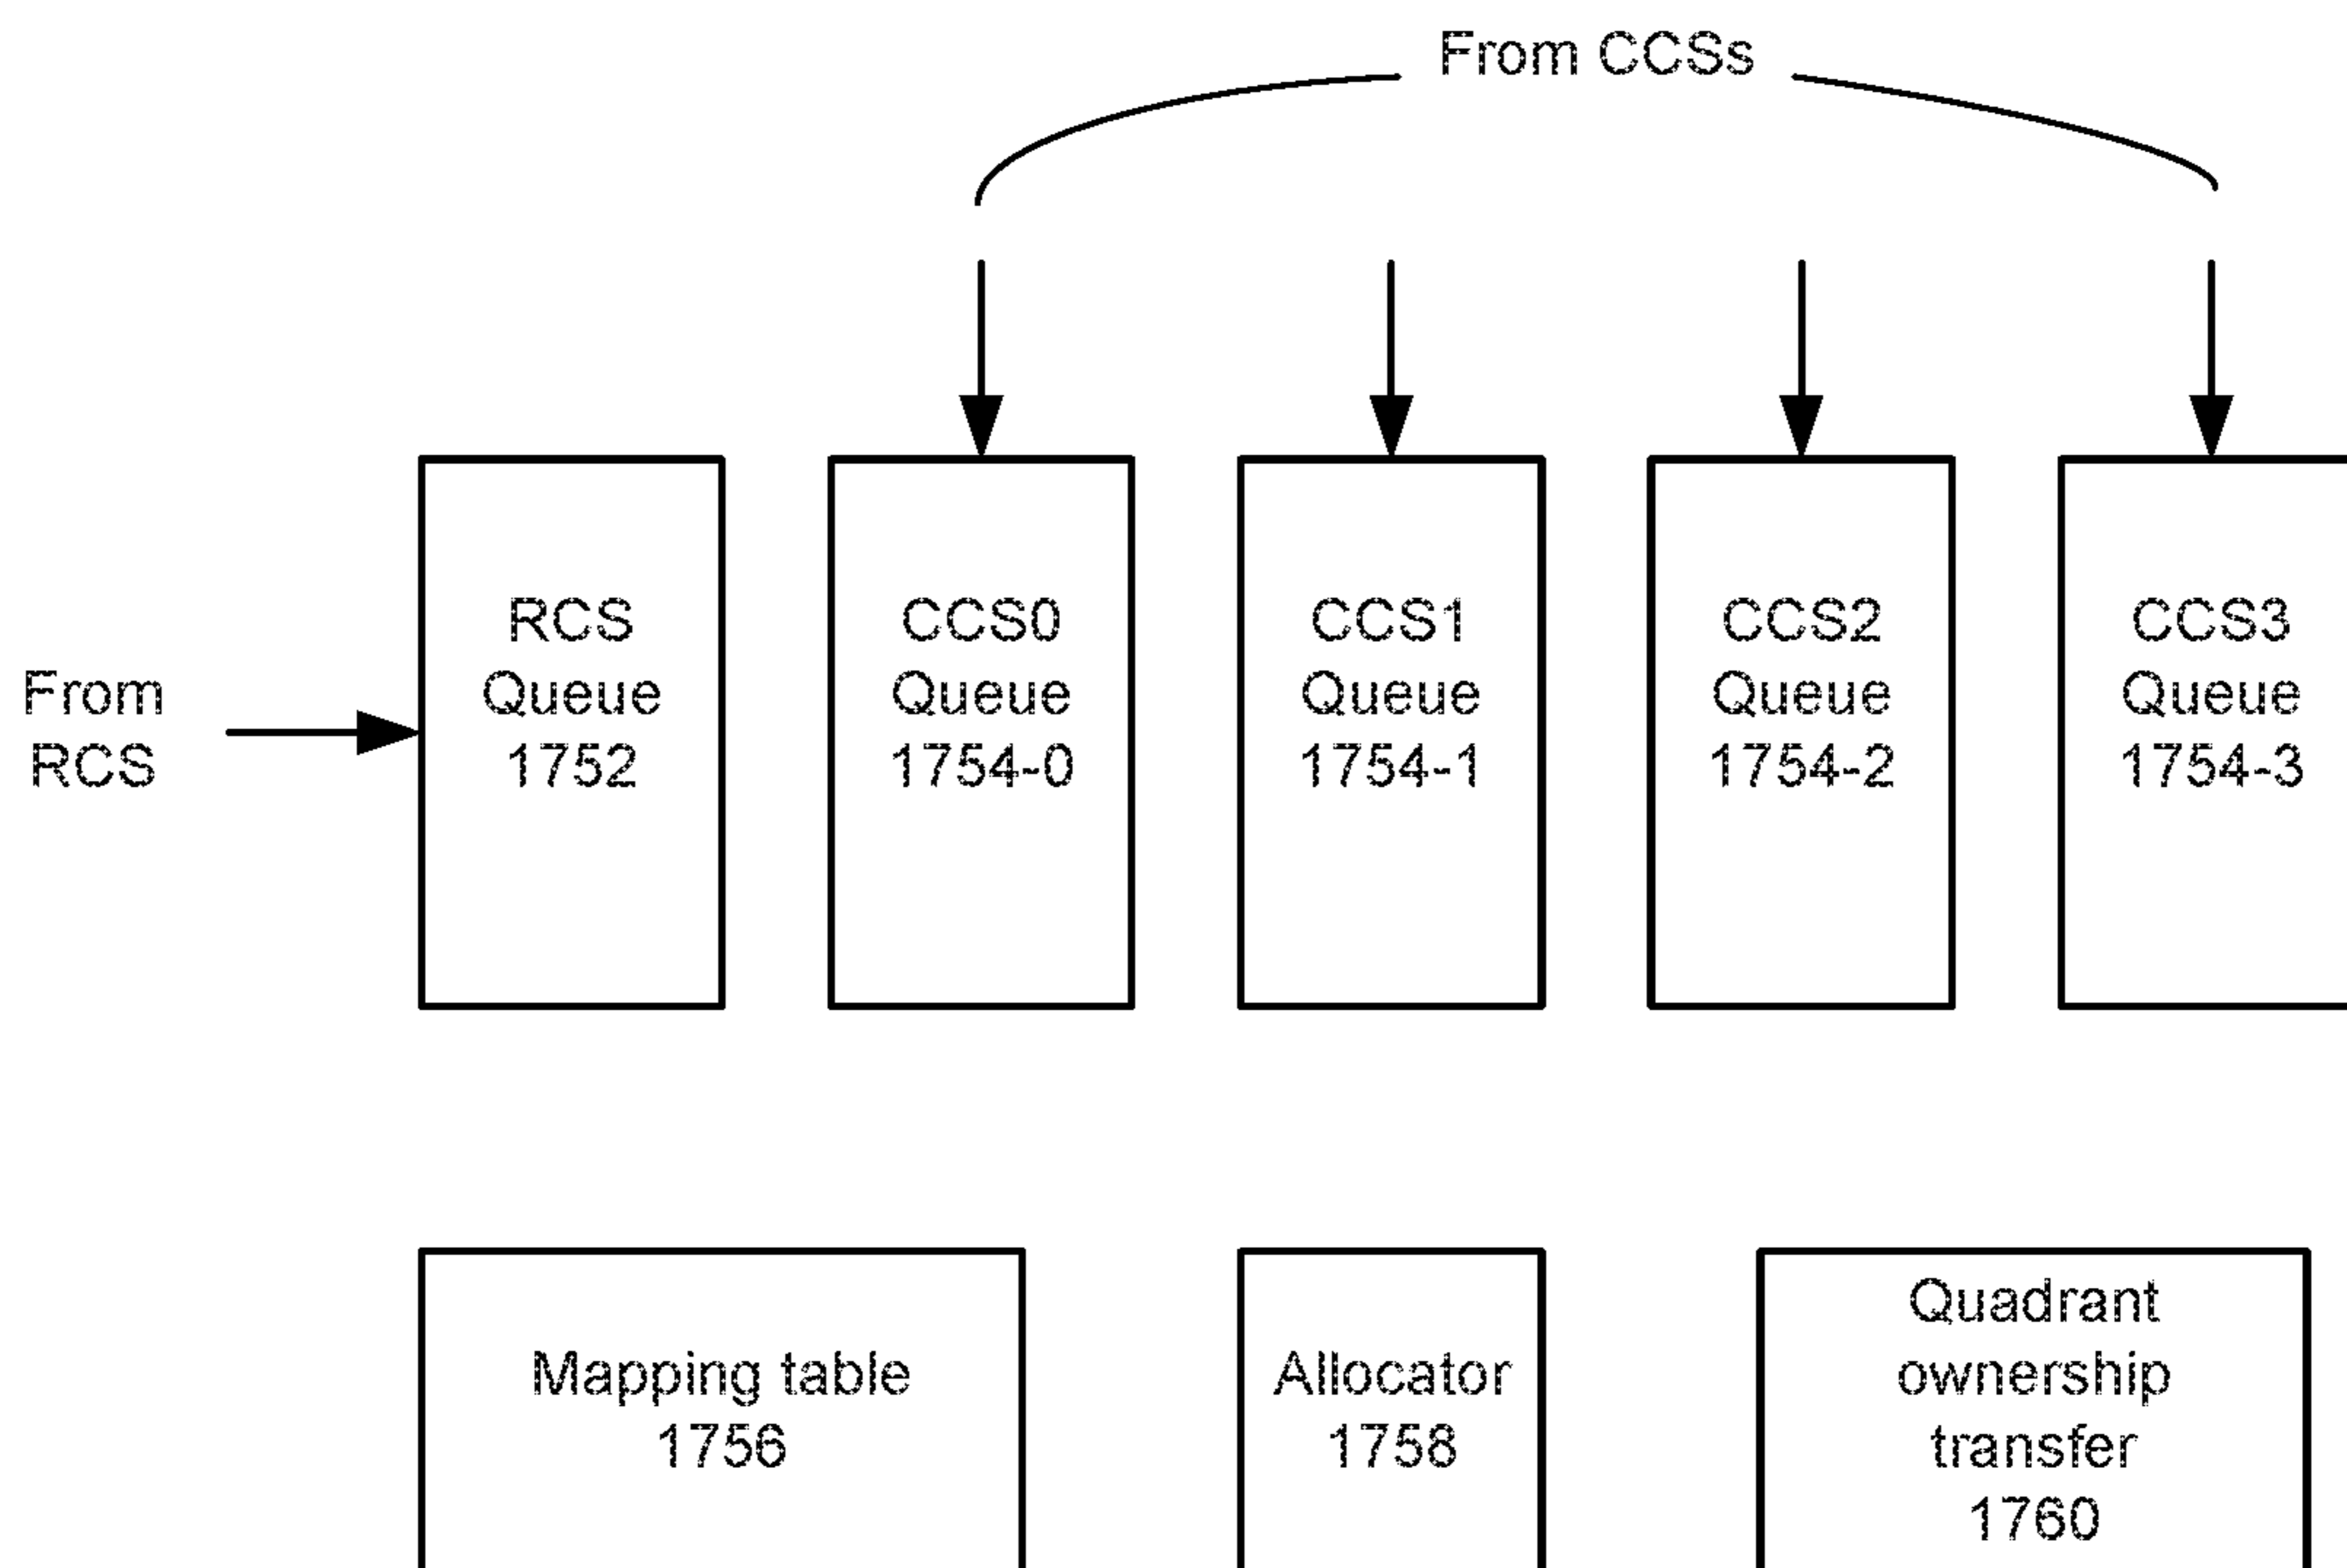 From CCSs
From
RCS
RCS
Queue
1752
CCS0
Queue
1754-0
CCS1
Queue
1754-1
CCS2
Queue
1754-2
CCS3
Queue
1754-3
Mapping table
1756
Allocator
1758
Quadrant
ownership
transfer
1760